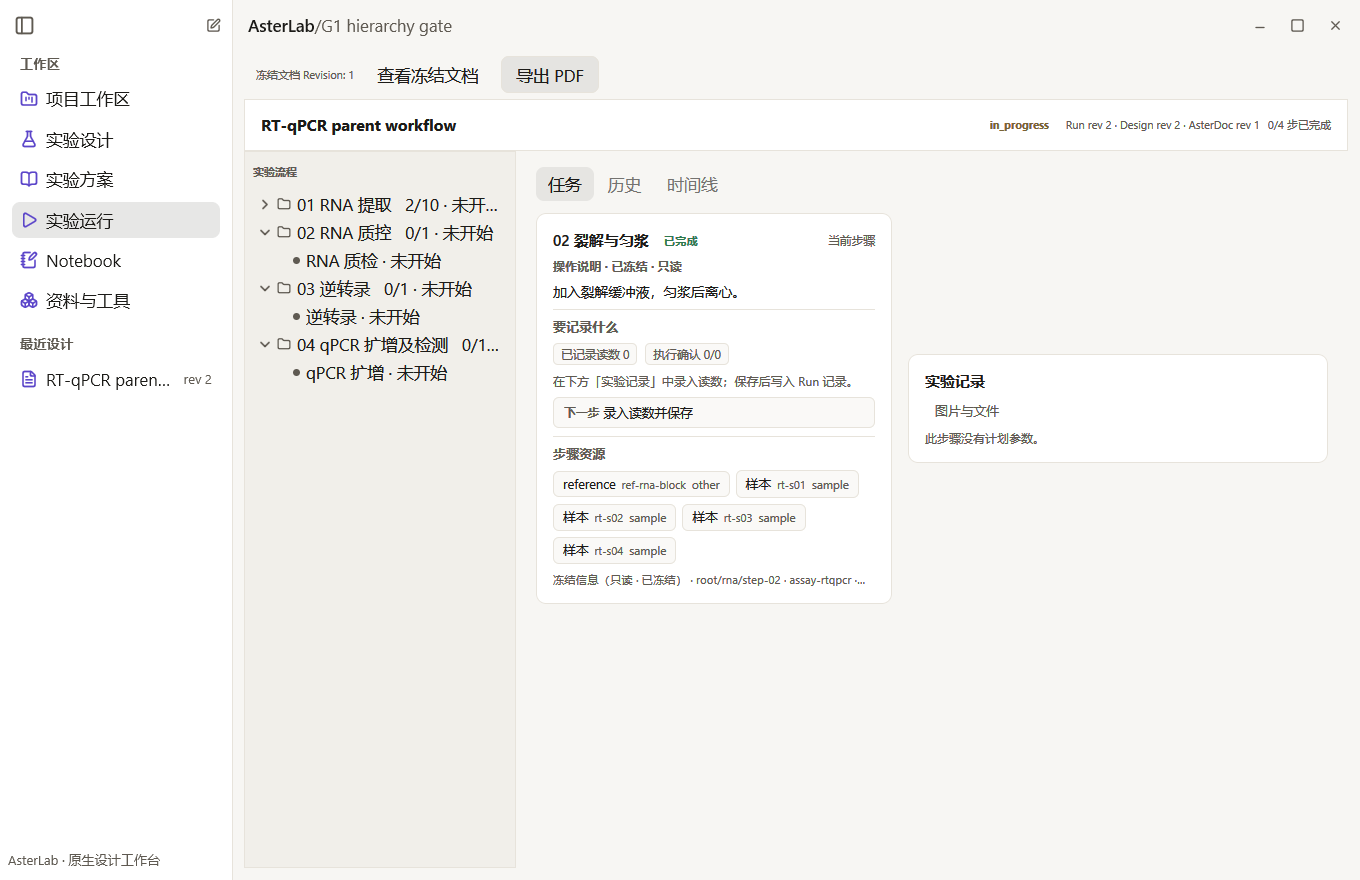 AsterLab/G1 hierarchy gate
工作区
项目工作区
实验设计
实验方案
实验运行
Notebook
资料与工具
最近设计
RT-qPCR paren... rev 2
AsterLab · 原生设计工作台
冻结文档 Revision: 1 查看冻结文档 导出 PDF
RT-qPCR parent workflow in_progress Run rev 2 · Design rev 2 · AsterDoc rev 1 0/4 步已完成
实验流程
01 RNA 提取 2/10 · 未开...
02 RNA 质控 0/1 · 未开始
RNA 质检 · 未开始
03 逆转录 0/1 · 未开始
逆转录 · 未开始
04 qPCR 扩增及检测 0/1...
qPCR 扩增 · 未开始
任务 历史 时间线
02 裂解与匀浆 已完成 当前步骤
操作说明 · 已冻结 · 只读
加入裂解缓冲液，匀浆后离心。
要记录什么
已记录读数 0 执行确认 0/0
在下方「实验记录」中录入读数；保存后写入 Run 记录。
下一步 录入读数并保存
步骤资源
reference ref-rna-block other 样本 rt-s01 sample
样本 rt-s02 sample 样本 rt-s03 sample
样本 rt-s04 sample
冻结信息（只读 · 已冻结） · root/rna/step-02 · assay-rtqpcr ·...
实验记录
图片与文件
此步骤没有计划参数。